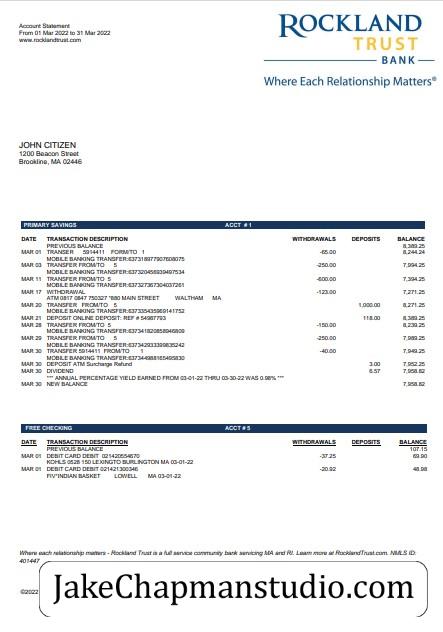 Account Statement
From 01 Mar 2022 to 31 Mar 2022
www.rocklandtrust.com
ROCKLAND
TRUST
BANK
Where Each Relationship Matters®
JOHN CITIZEN
1200 Beacon Street
Brookline, MA 02446
PRIMARY SAVINGS ACCT # 1
DATE TRANSACTION DESCRIPTION WITHDRAWALS DEPOSITS BALANCE
PREVIOUS BALANCE 8,389.25
MAR 01 TRANSER 5914411 FORM/TO 1 -65.00 8,244.24
MOBILE BANKING TRANSFER:637318977907608075
MAR 03 TRANSFER FROM/TO 5 -250.00 7,994.25
MOBILE BANKING TRANSFER:637320456939497534
MAR 11 TRANSFER FROM/TO 5 -600.00 7,394.25
MOBILE BANKING TRANSFER:637327367304037261
MAR 17 WITHDRAWAL -123.00 7,271.25
ATM 0817 0847 750327 *880 MAIN STREET WALTHAM MA
MAR 20 TRANSFER FROM/TO 5 1,000.00 8,271.25
MOBILE BANKING TRANSFER:637335435969141752
MAR 21 DEPOSIT ONLINE DEPOSIT: REF # 54987793 118.00 8,389.25
MAR 28 TRANSFER FROM/TO 5 -150.00 8,239.25
MOBILE BANKING TRANSFER:637341820858946809
MAR 29 TRANSFER FROM/TO 5 -250.00 7,989.25
MOBILE BANKING TRANSFER:637342933399835242
MAR 30 TRANSFER 5914411 FROM/TO 1 -40.00 7,949.25
MOBILE BANKING TRANSFER:637344988165495830
MAR 30 DEPOSIT ATM Surcharge Refund 3.00 7,952.25
MAR 30 DIVIDEND 6.57 7,958.82
*** ANNUAL PERCENTAGE YIELD EARNED FROM 03-01-22 THRU 03-30-22 WAS 0.98% ***
MAR 30 NEW BALANCE 7,958.82
FREE CHECKING ACCT # 5
DATE TRANSACTION DESCRIPTION WITHDRAWALS DEPOSITS BALANCE
PREVIOUS BALANCE 107.15
MAR 01 DEBIT CARD DEBIT 021420554670 -37.25 69.90
KOHLS 0528 150 LEXINGTO BURLINGTON MA 03-01-22
MAR 01 DEBIT CARD DEBIT 021421300346 -20.92 48.98
FIV*INDIAN BASKET LOWELL MA 03-01-22
Where each relationship matters - Rockland Trust is a full service community bank servicing MA and RI. Learn more at RocklandTrust.com. NMLS ID:
401447
©2022
JakeChapmanstudio.com